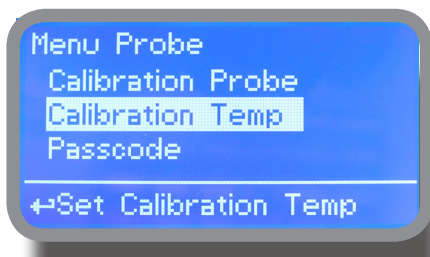 Menu Probe
Calibration Probe
Calibration Temp
Passcode
↵Set Calibration Temp